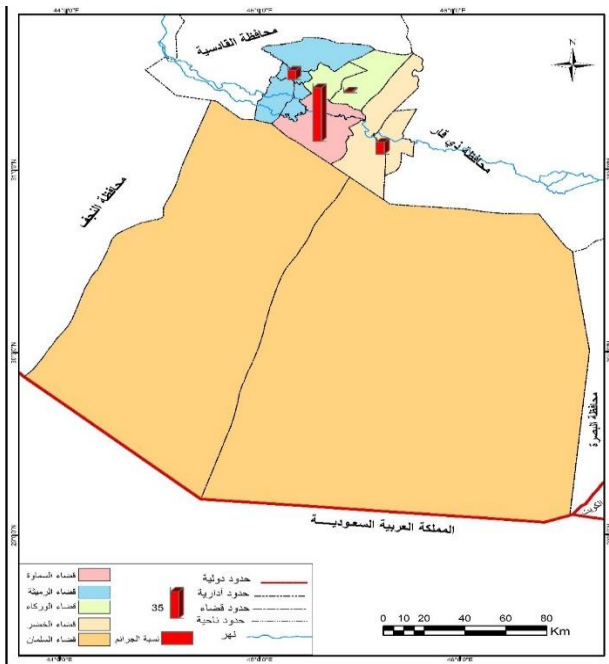 محافظة القادسية
N
محافظة ذي قار
محافظة النجف
محافظة البصرة
الكويت
المملكة العربية السعودية
قضاء السماوة
قضاء الرميثة
قضاء الوركاء
قضاء الخضر
قضاء السلمان
35
نسبة الجرائم
حدود دولية
حدود أدارية
حدود قضاء
حدود ناحية
نهر
0 10 20 40 60 80
Km